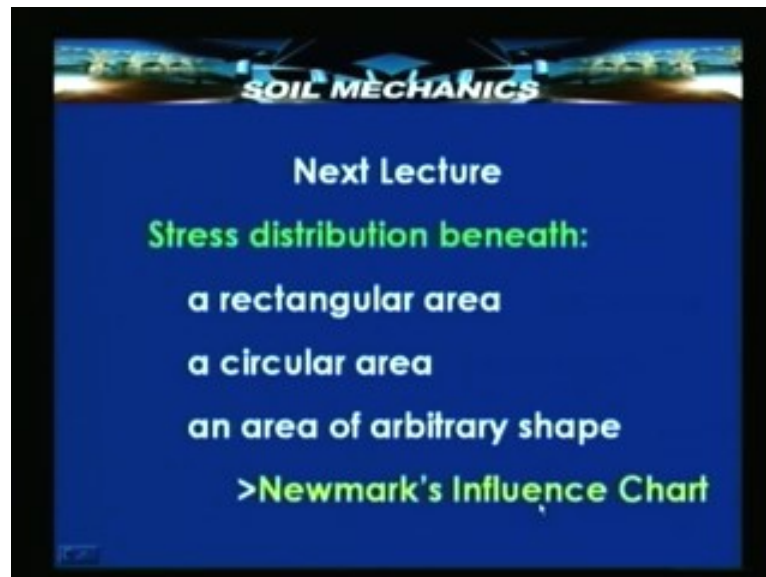 SOIL MECHANICS
Next Lecture
Stress distribution beneath:
a rectangular area
a circular area
an area of arbitrary shape
>Newmark's Influence Chart